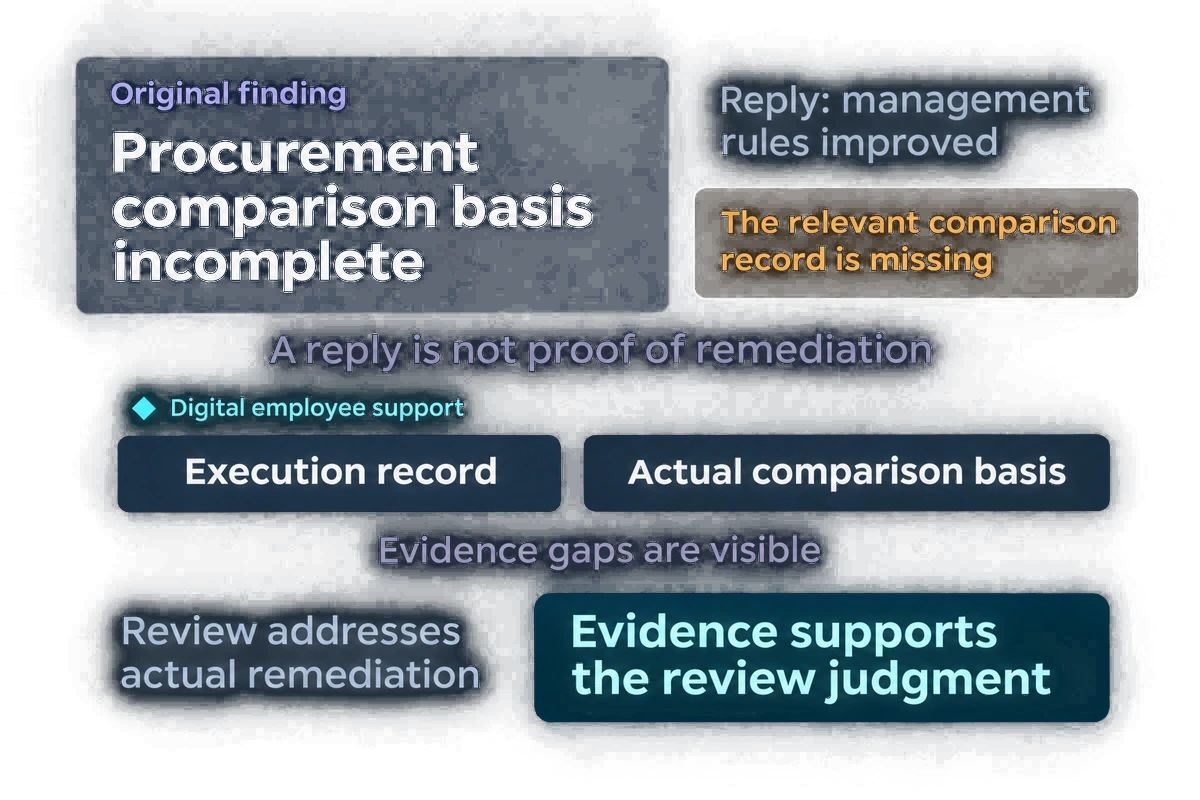 Original finding
Procurement
comparison basis
incomplete
Reply: management
rules improved
The relevant comparison
record is missing
A reply is not proof of remediation
Digital employee support
Execution record
Actual comparison basis
Evidence gaps are visible
Review addresses
actual remediation
Evidence supports
the review judgment